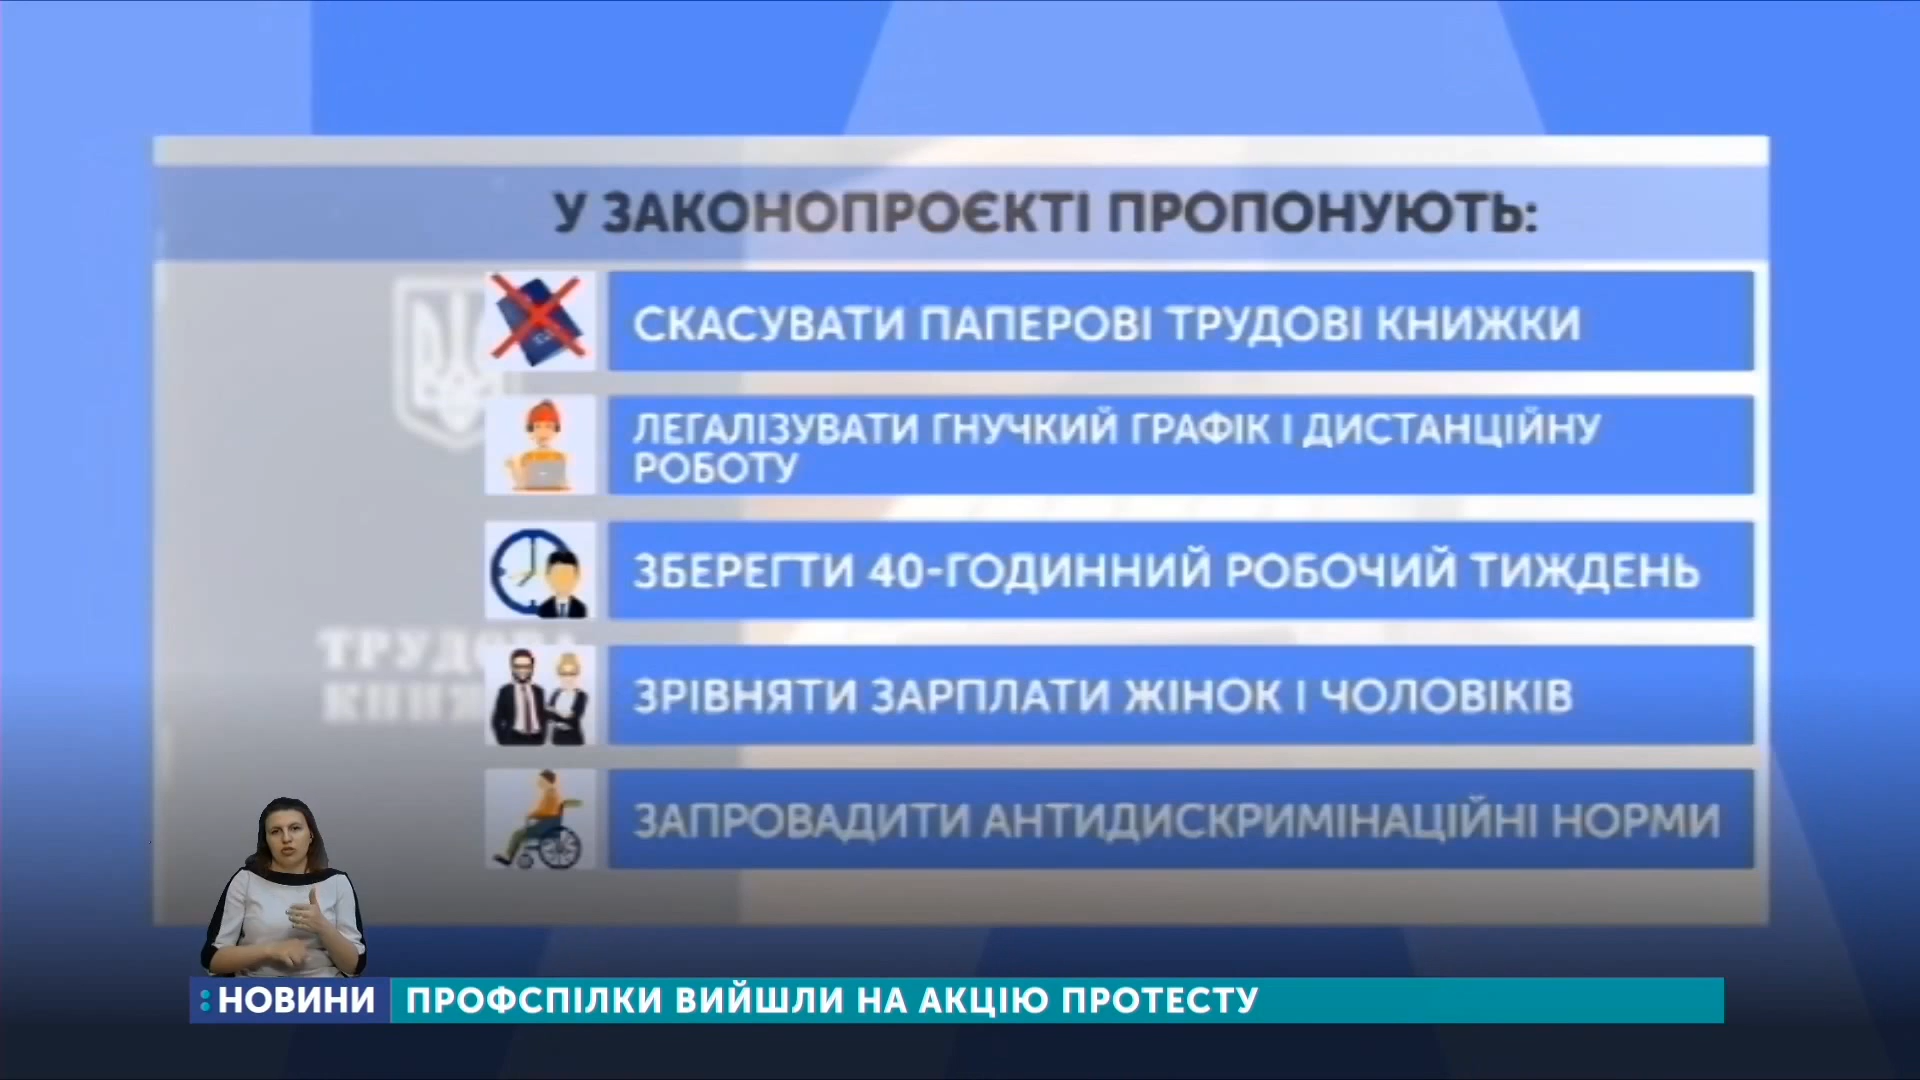 У ЗАКОНОПРОЄКТІ ПРОПОНУЮТЬ:
СКАСУВАТИ ПАПЕРОВІ ТРУДОВІ КНИЖКИ
ЛЕГАЛІЗУВАТИ ГНУЧКИЙ ГРАФІК І ДИСТАНЦІЙНУ
РОБОТУ
ЗБЕРЕГТИ 40-ГОДИННИЙ РОБОЧИЙ ТИЖДЕНЬ
ЗРІВНЯТИ ЗАРПЛАТИ ЖІНОК І ЧОЛОВІКІВ
ЗАПРОВАДИТИ АНТИДИСКРИМІНАЦІЙНІ НОРМИ
:НОВИНИ ПРОФСПІЛКИ ВИЙШЛИ НА АКЦІЮ ПРОТЕСТУ